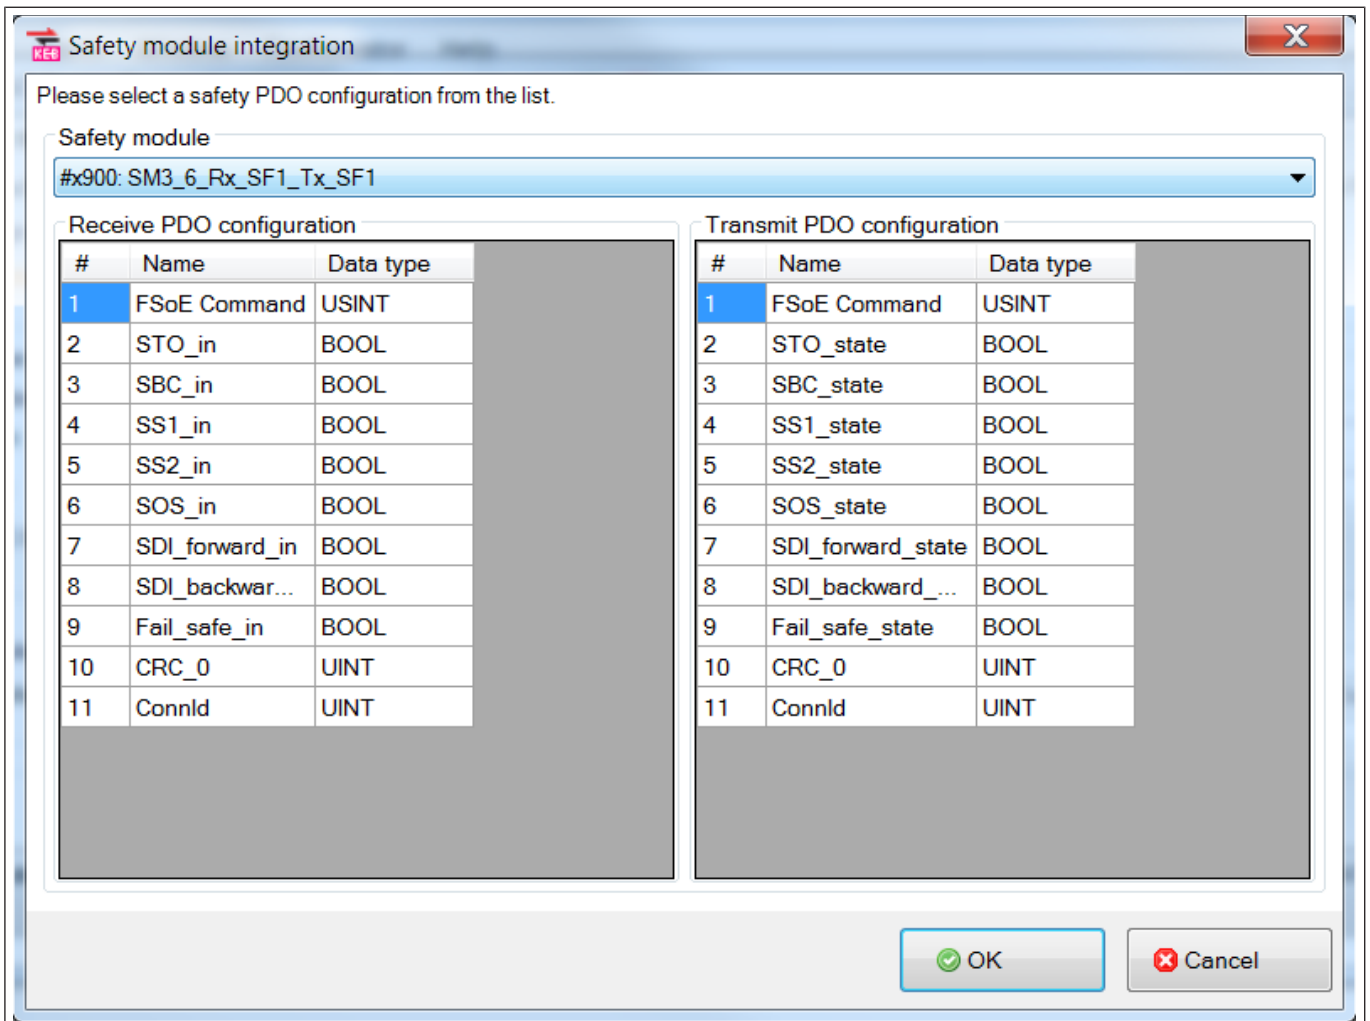 KEB Safety module integration
X
Please select a safety PDO configuration from the list.
Safety module
#x900: SM3_6_Rx_SF1_Tx_SF1
Receive PDO configuration
# Name Data type
1 FSoE Command USINT
2 STO_in BOOL
3 SBC_in BOOL
4 SS1_in BOOL
5 SS2_in BOOL
6 SOS_in BOOL
7 SDI_forward_in BOOL
8 SDI_backwar... BOOL
9 Fail_safe_in BOOL
10 CRC_0 UINT
11 ConnId UINT
Transmit PDO configuration
# Name Data type
1 FSoE Command USINT
2 STO_state BOOL
3 SBC_state BOOL
4 SS1_state BOOL
5 SS2_state BOOL
6 SOS_state BOOL
7 SDI_forward_state BOOL
8 SDI_backward_... BOOL
9 Fail_safe_state BOOL
10 CRC_0 UINT
11 ConnId UINT
OK Cancel